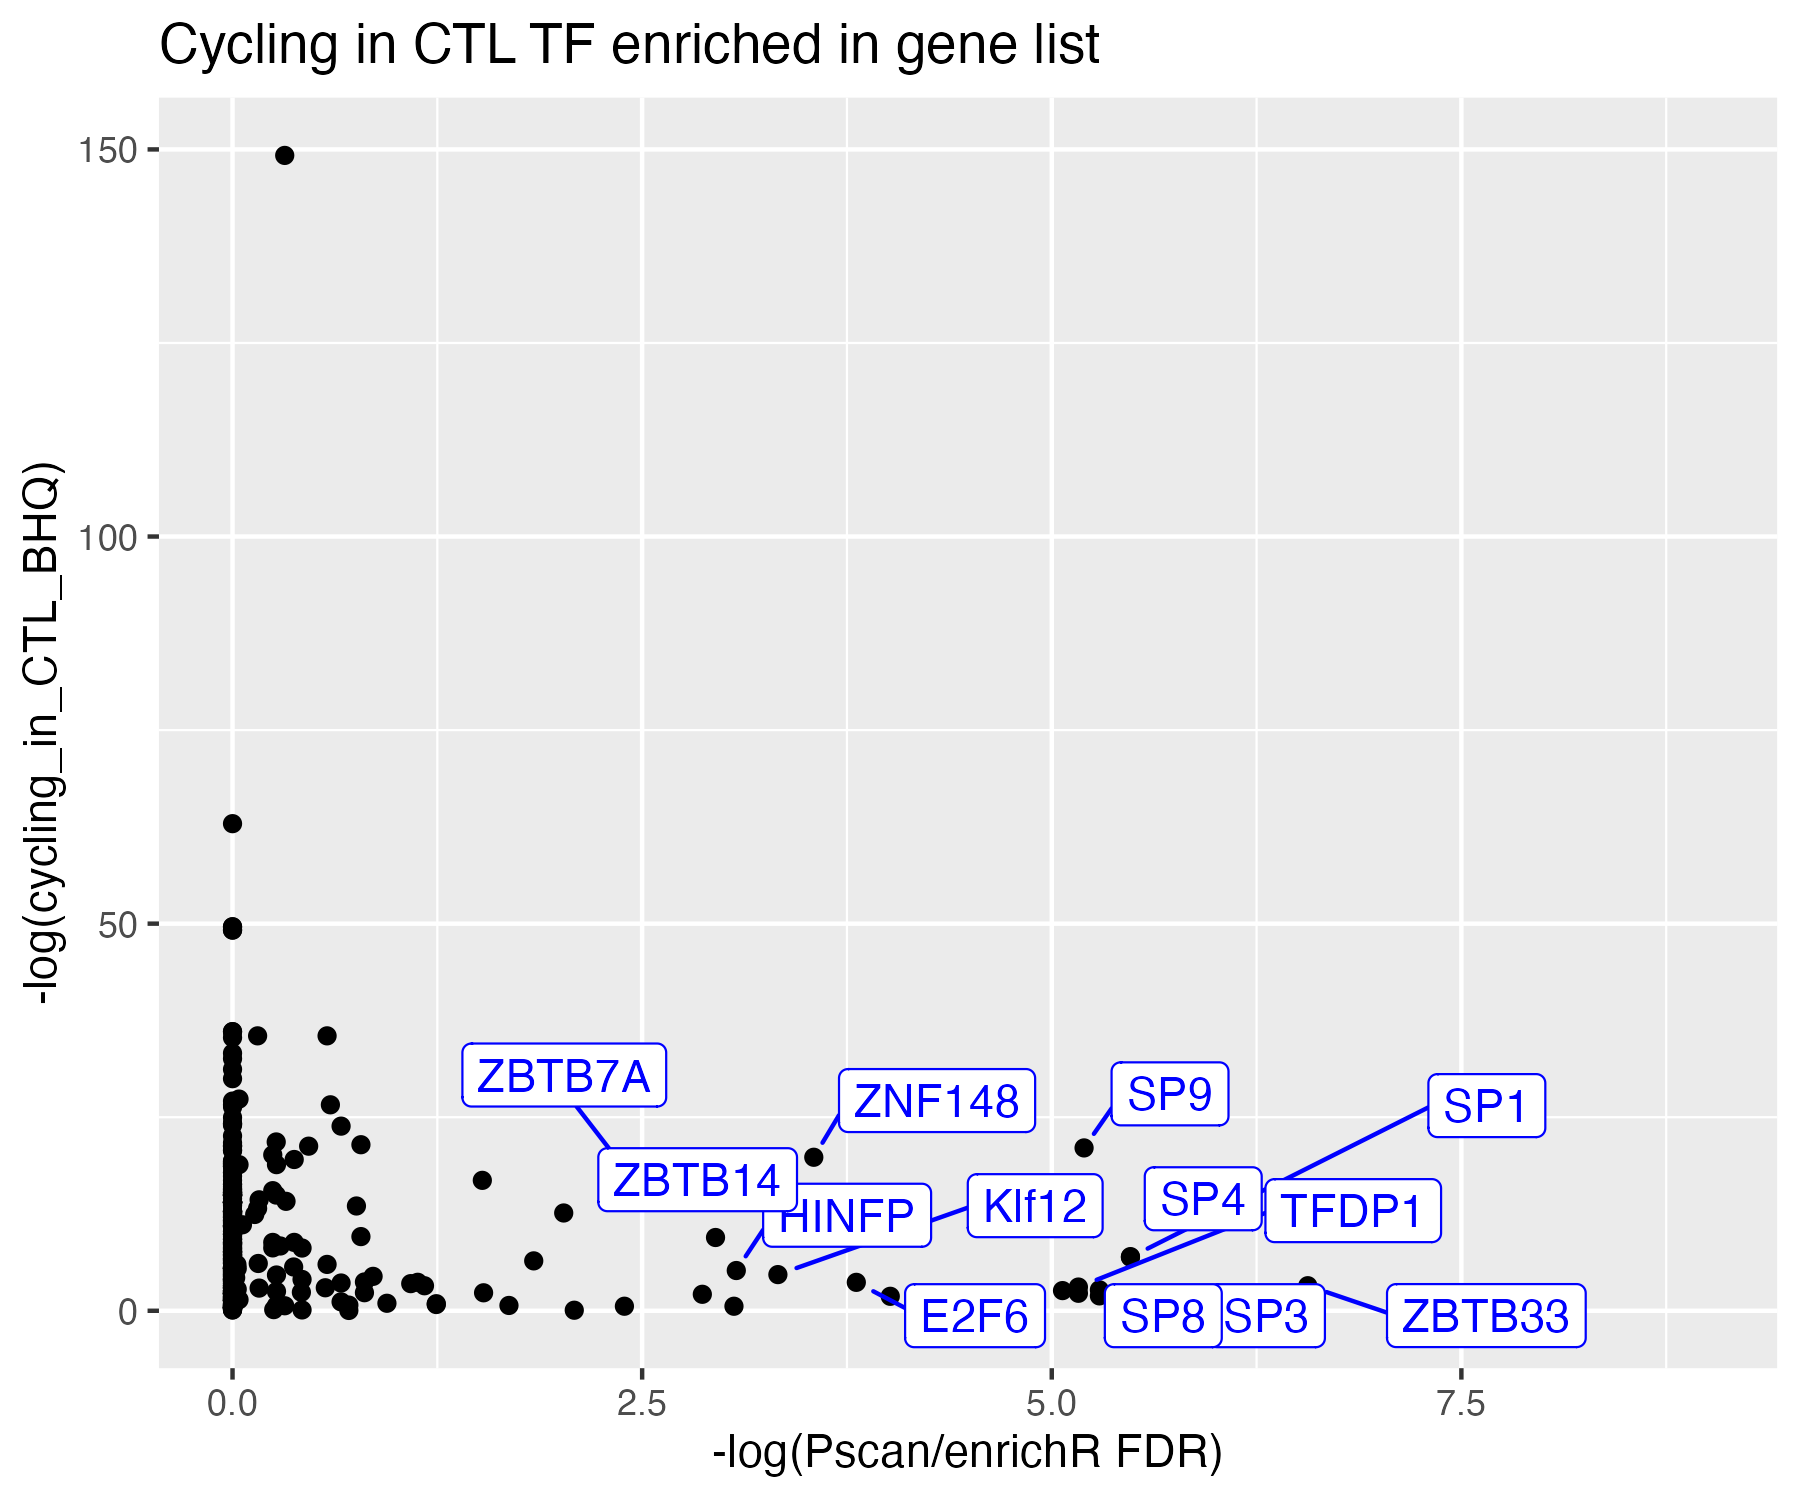 Cycling in CTL TF enriched in gene list
-log(cycling_in_CTL_BHQ)
150
100
50
0
ZBTB7A
ZNF148
SP9
SP1
ZBTB14
HINFP
Klf12
SP4
TFDP1
E2F6
SP8
SP3
ZBTB33
0.0
2.5
5.0
7.5
-log(Pscan/enrichR FDR)